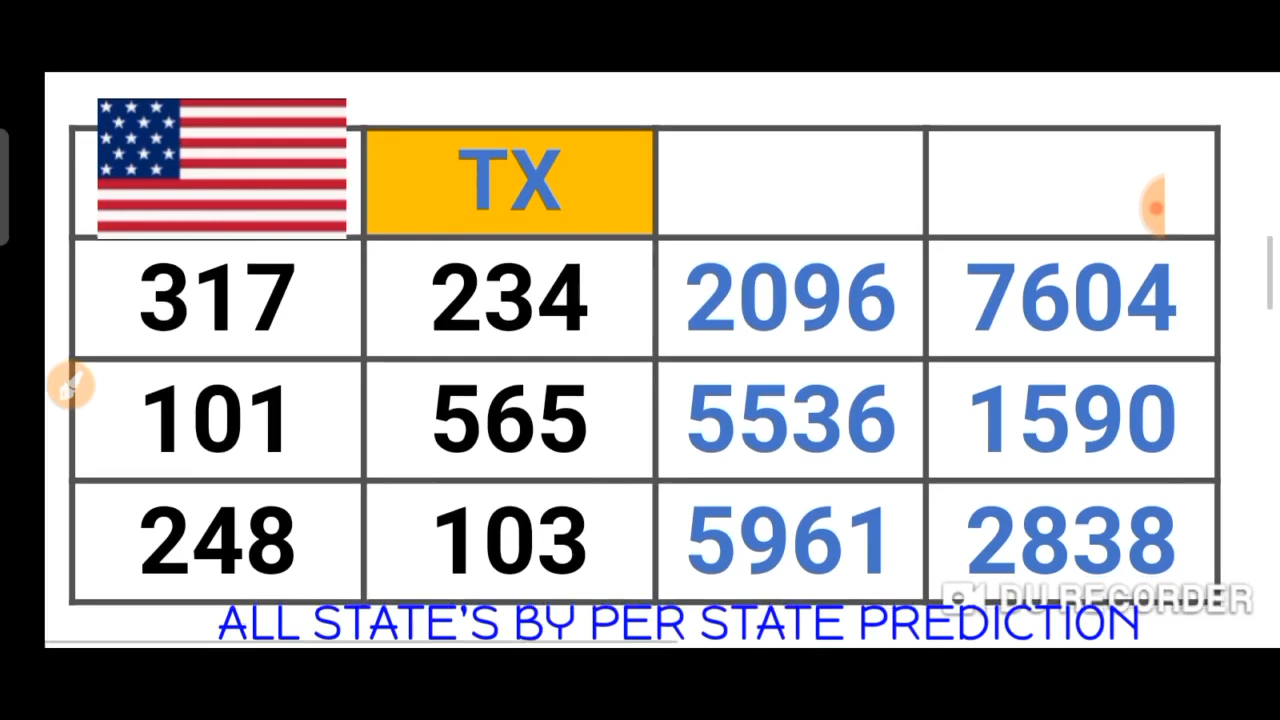 TX
317 234 2096 7604
101 565 5536 1590
248 103 5961 2838
DU RECORDER
ALL STATE'S BY PER STATE PREDICTION